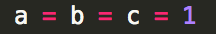 a = b = c = 1